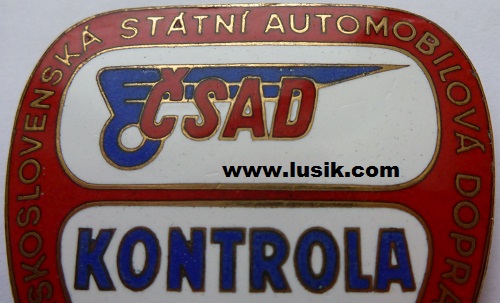 SKOSLOVENSKÁ STÁTNÍ AUTOMOBILOVÁ DOPRA
ČSAD
www.lusik.com
KONTROLA